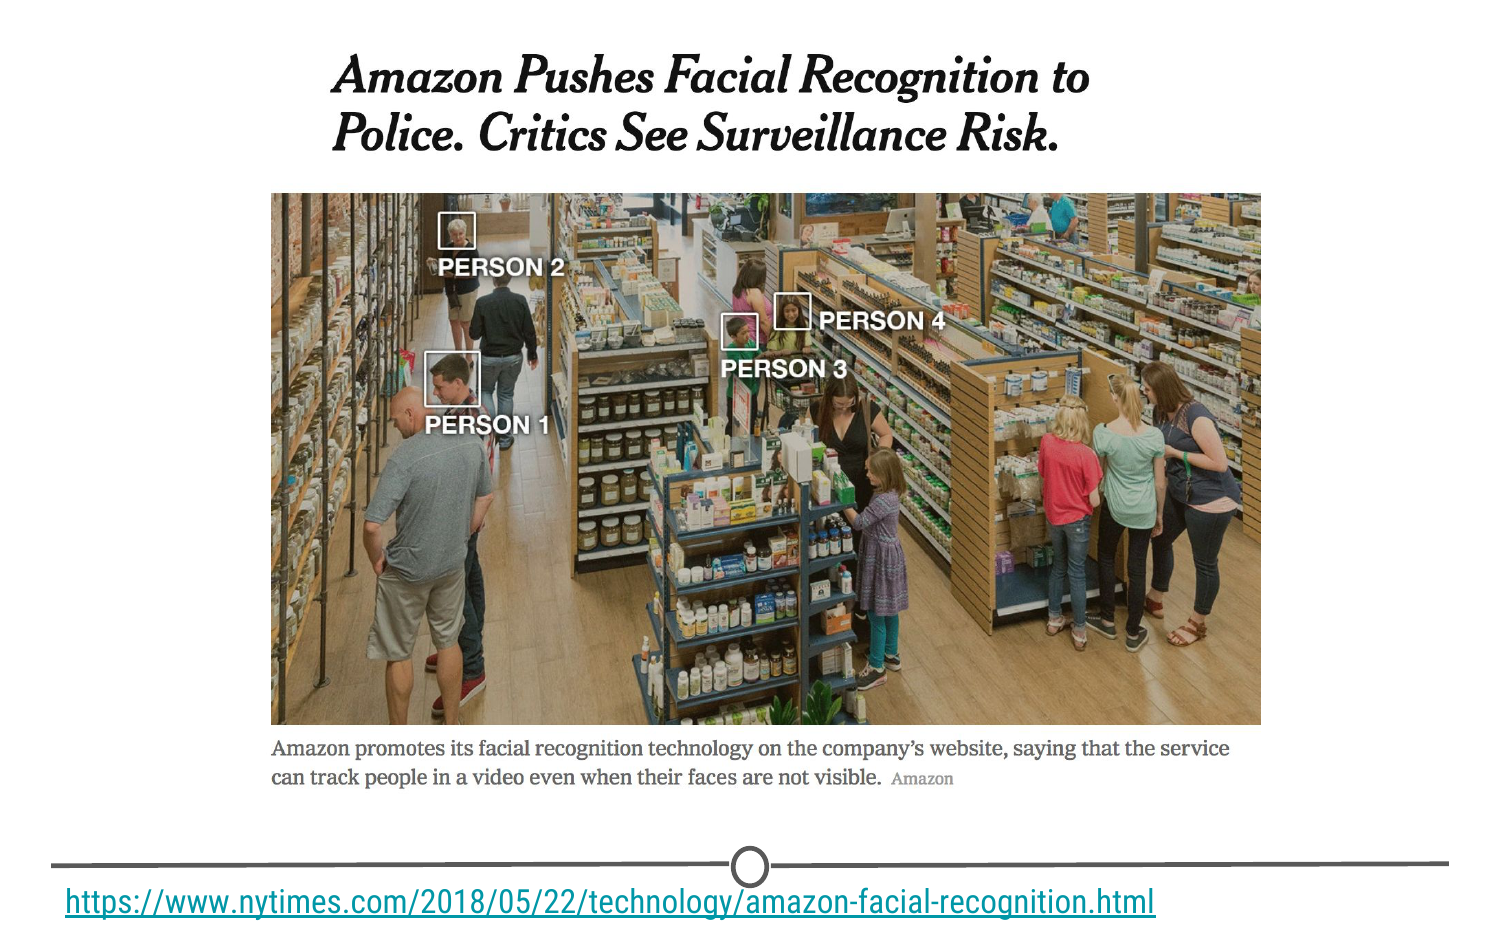 Amazon Pushes Facial Recognition to
Police. Critics See Surveillance Risk.
PERSON 2
PERSON 4
PERSON 3
PERSON 1
Amazon promotes its facial recognition technology on the company’s website, saying that the service
can track people in a video even when their faces are not visible. Amazon
https://www.nytimes.com/2018/05/22/technology/amazon-facial-recognition.html